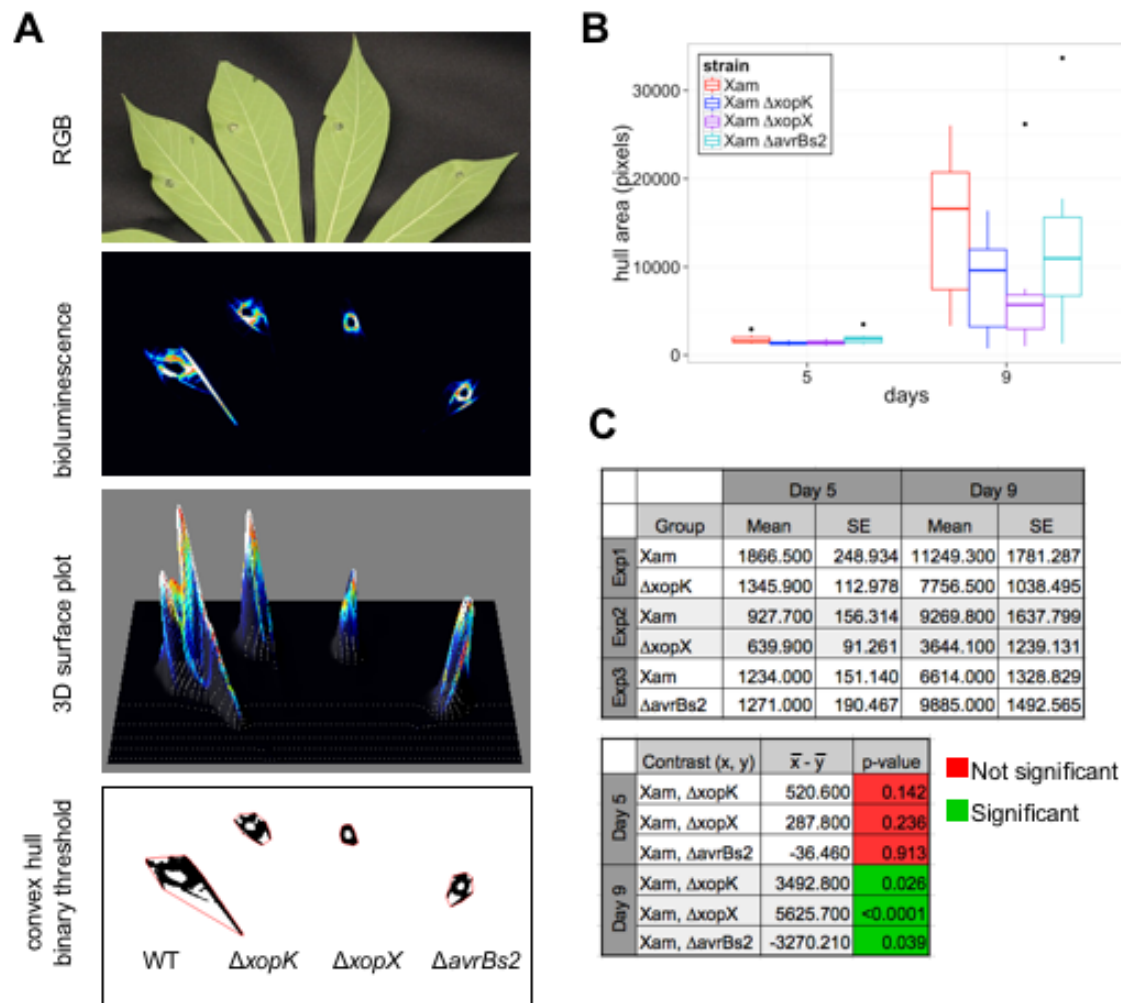 A
RGB
bioluminescence
3D surface plot
convex hull
binary threshold
WT ΔxopK ΔxopX ΔavrBs2
B
strain
Xam
Xam ΔxopK
Xam ΔxopX
Xam ΔavrBs2
hull area (pixels)
30000
20000
10000
0
5 9
days
C
Day 5 Day 9
Group Mean SE Mean SE
Exp1
Xam 1866.500 248.934 11249.300 1781.287
ΔxopK 1345.900 112.978 7756.500 1038.495
Exp2
Xam 927.700 156.314 9269.800 1637.799
ΔxopX 639.900 91.261 3644.100 1239.131
Exp3
Xam 1234.000 151.140 6614.000 1328.829
ΔavrBs2 1271.000 190.467 9885.000 1492.565
Contrast (x, y) x̅ - y̅ p-value
Day 5
Xam, ΔxopK 520.600 0.142
Xam, ΔxopX 287.800 0.236
Xam, ΔavrBs2 -36.460 0.913
Day 9
Xam, ΔxopK 3492.800 0.026
Xam, ΔxopX 5625.700 <0.0001
Xam, ΔavrBs2 -3270.210 0.039
Not significant
Significant